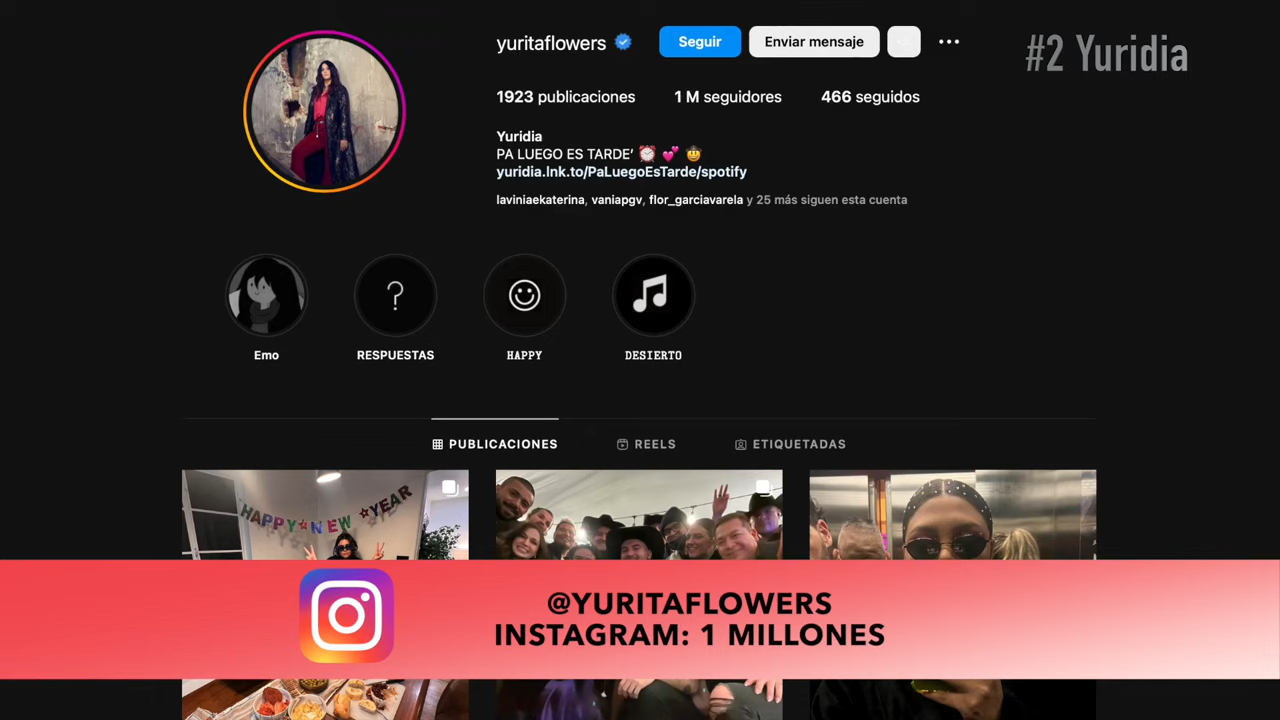 yuritaflowers
Seguir
Enviar mensaje
#2 Yuridia
1923 publicaciones
1 M seguidores
466 seguidos
Yuridia
PA LUEGO ES TARDE’ ⏰ 💕 🤠
yuridia.lnk.to/PaLuegoEsTarde/spotify
laviniaekaterina, vaniapgv, flor_garciavarela y 25 más siguen esta cuenta
?
Emo
RESPUESTAS
HAPPY
DESIERTO
PUBLICACIONES
REELS
ETIQUETADAS
HAPPY NEW YEAR
@YURITAFLOWERS
INSTAGRAM: 1 MILLONES